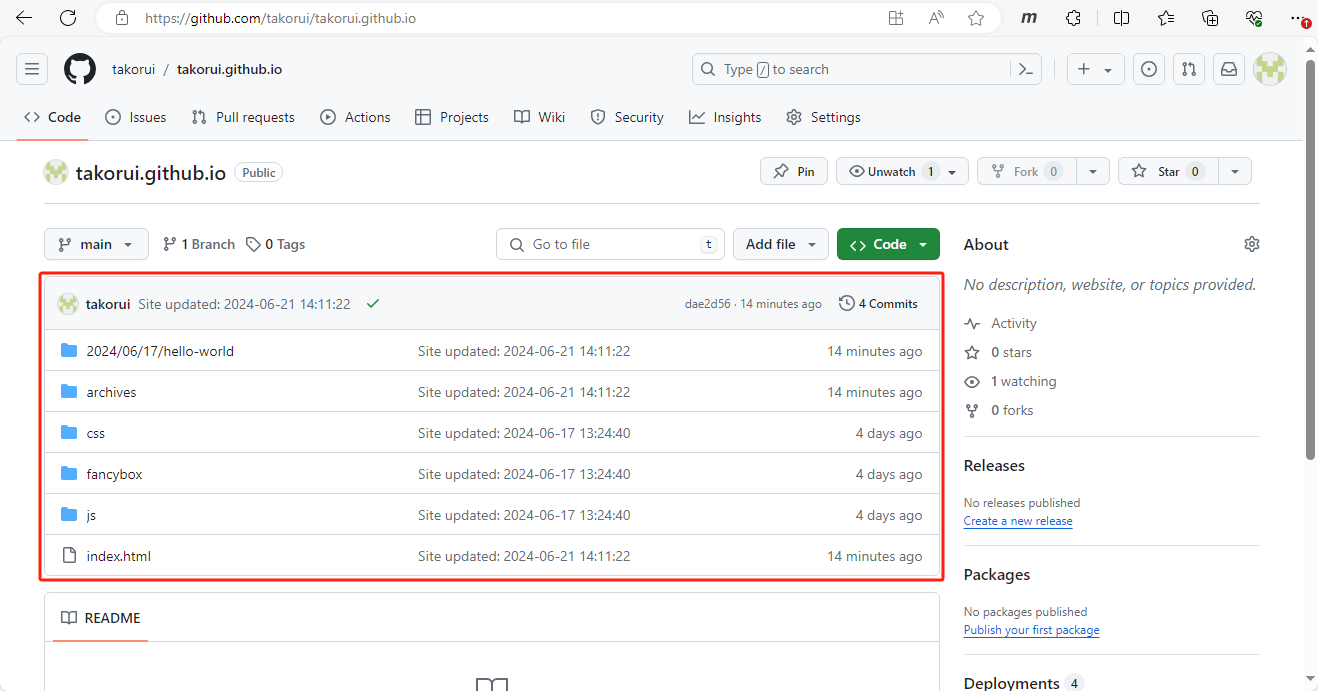 https://github.com/takorui/takorui.github.io
takorui / takorui.github.io
Type / to search
Code Issues Pull requests Actions Projects Wiki Security Insights Settings
takorui.github.io Public
Pin Unwatch 1 Fork 0 Star 0
main 1 Branch 0 Tags Go to file t Add file Code
About
No description, website, or topics provided.
takorui Site updated: 2024-06-21 14:11:22 dae2d56 · 14 minutes ago 4 Commits
2024/06/17/hello-world Site updated: 2024-06-21 14:11:22 14 minutes ago
archives Site updated: 2024-06-21 14:11:22 14 minutes ago
css Site updated: 2024-06-17 13:24:40 4 days ago
fancybox Site updated: 2024-06-17 13:24:40 4 days ago
js Site updated: 2024-06-17 13:24:40 4 days ago
index.html Site updated: 2024-06-21 14:11:22 14 minutes ago
README
Activity
0 stars
1 watching
0 forks
Releases
No releases published
Create a new release
Packages
No packages published
Publish your first package
Deployments 4